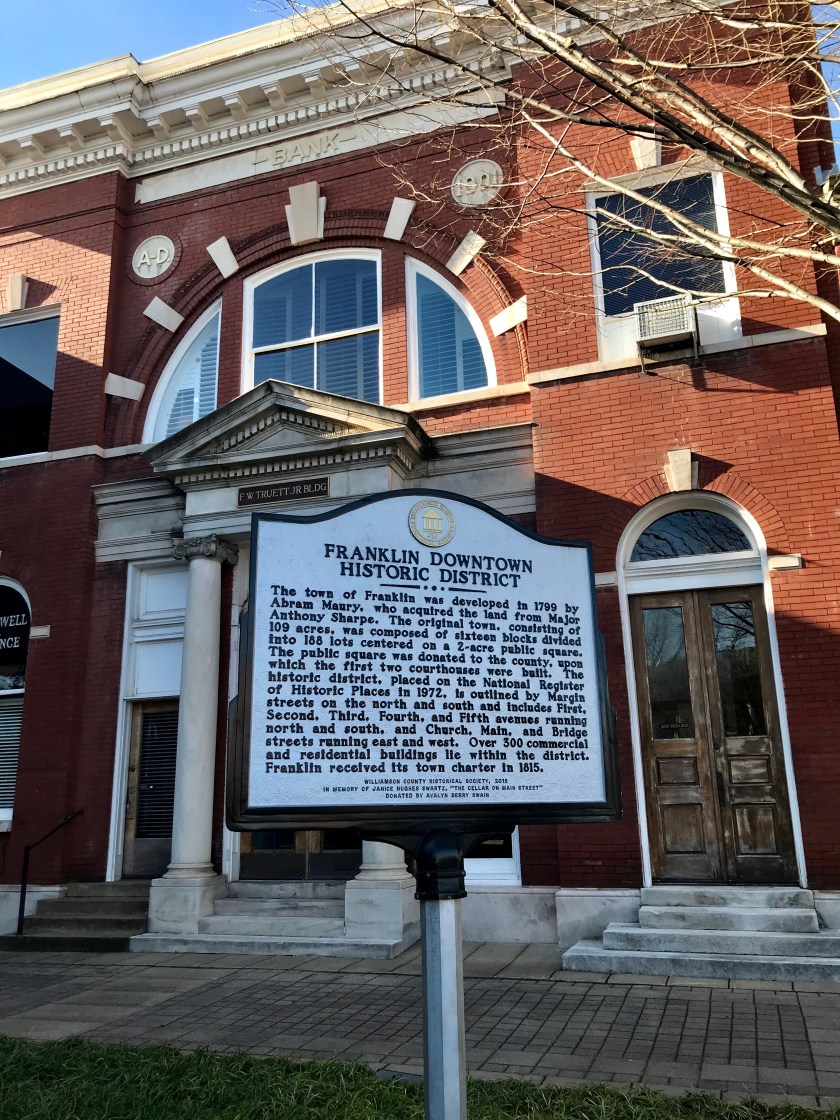 BANK
A-D
1901
F.W. TRUETT JR BLDG
WELL
NCE
FRANKLIN DOWNTOWN
HISTORIC DISTRICT
The town of Franklin was developed in 1799 by
Abram Maury, who acquired the land from Major
Anthony Sharpe. The original town, consisting of
109 acres, was composed of sixteen blocks divided
into 188 lots centered on a 2-acre public square.
The public square was donated to the county, upon
which the first two courthouses were built. The
historic district, placed on the National Register
of Historic Places in 1972, is outlined by Margin
streets on the north and south and includes First,
Second, Third, Fourth, and Fifth avenues running
north and south, and Church, Main, and Bridge
streets running east and west. Over 300 commercial
and residential buildings lie within the district.
Franklin received its town charter in 1815.
WILLIAMSON COUNTY HISTORICAL SOCIETY, 2018
IN MEMORY OF JANICE HUGHES SWARTZ, "THE CELLAR ON MAIN STREET"
DONATED BY AVALYN BERRY SWAIN